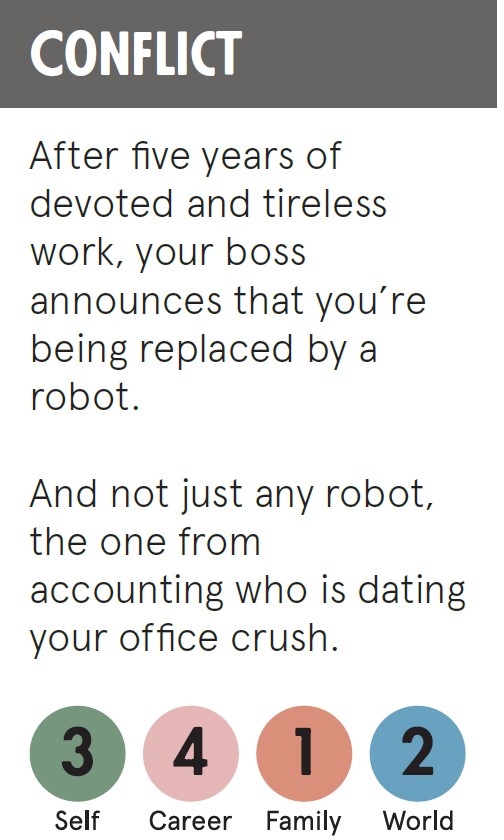 CONFLICT
After five years of
devoted and tireless
work, your boss
announces that you’re
being replaced by a
robot.
And not just any robot,
the one from
accounting who is dating
your office crush.
3 4 1 2
Self Career Family World